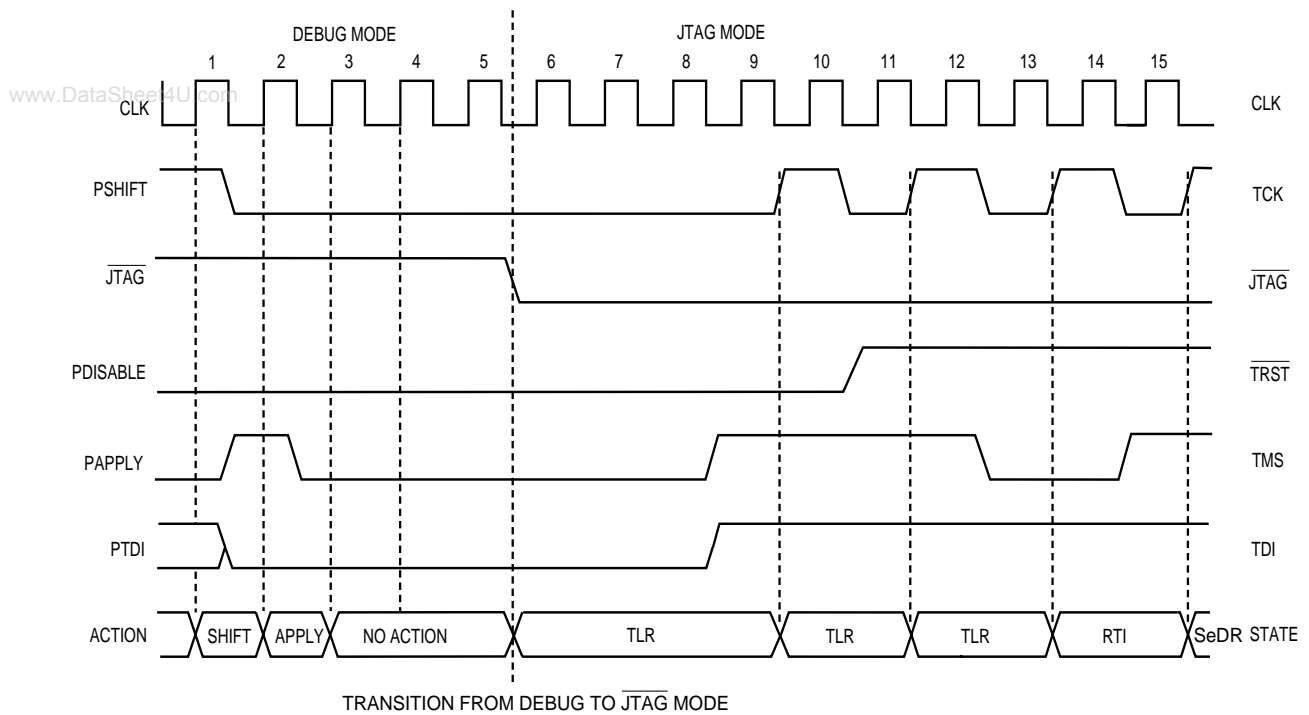 DEBUG MODE
JTAG MODE
1 2 3 4 5 6 7 8 9 10 11 12 13 14 15
www.DataSheet4U.com
CLK CLK
PSHIFT TCK
JTAG JTAG
PDISABLE TRST
PAPPLY TMS
PTDI TDI
ACTION SHIFT APPLY NO ACTION TLR TLR TLR RTI SeDR STATE
TRANSITION FROM DEBUG TO JTAG MODE